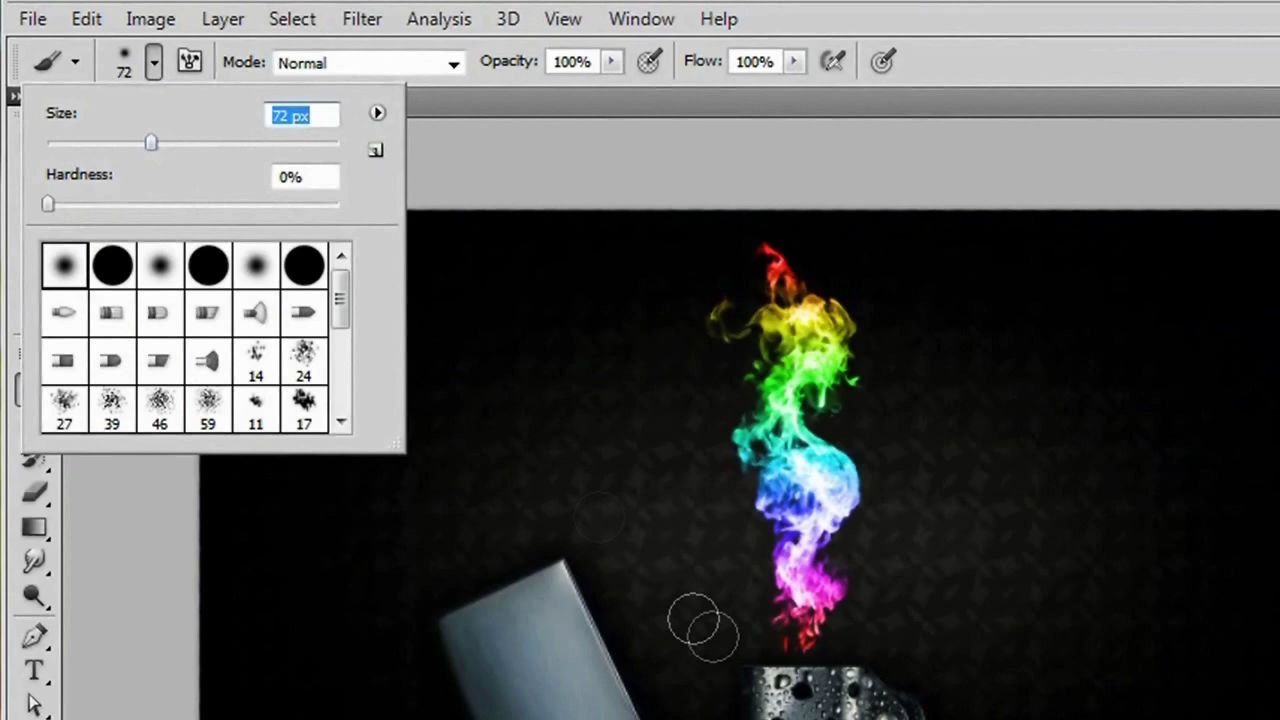 File Edit Image Layer Select Filter Analysis 3D View Window Help
72 Mode: Normal Opacity: 100% Flow: 100%
Size: 72 px
Hardness: 0%
14 24
27 39 46 59 11 17
T